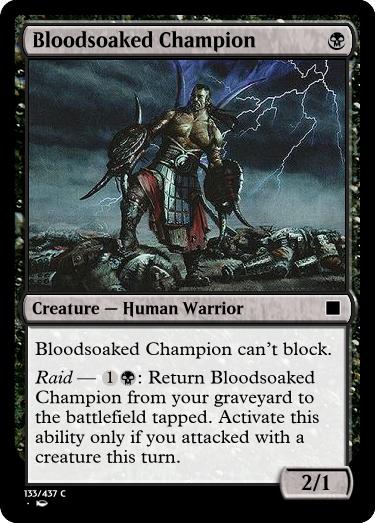 Bloodsoaked Champion
Creature — Human Warrior
Bloodsoaked Champion can't block.
Raid — 1 : Return Bloodsoaked
Champion from your graveyard to
the battlefield tapped. Activate this
ability only if you attacked with a
creature this turn.
2/1
133/437 C